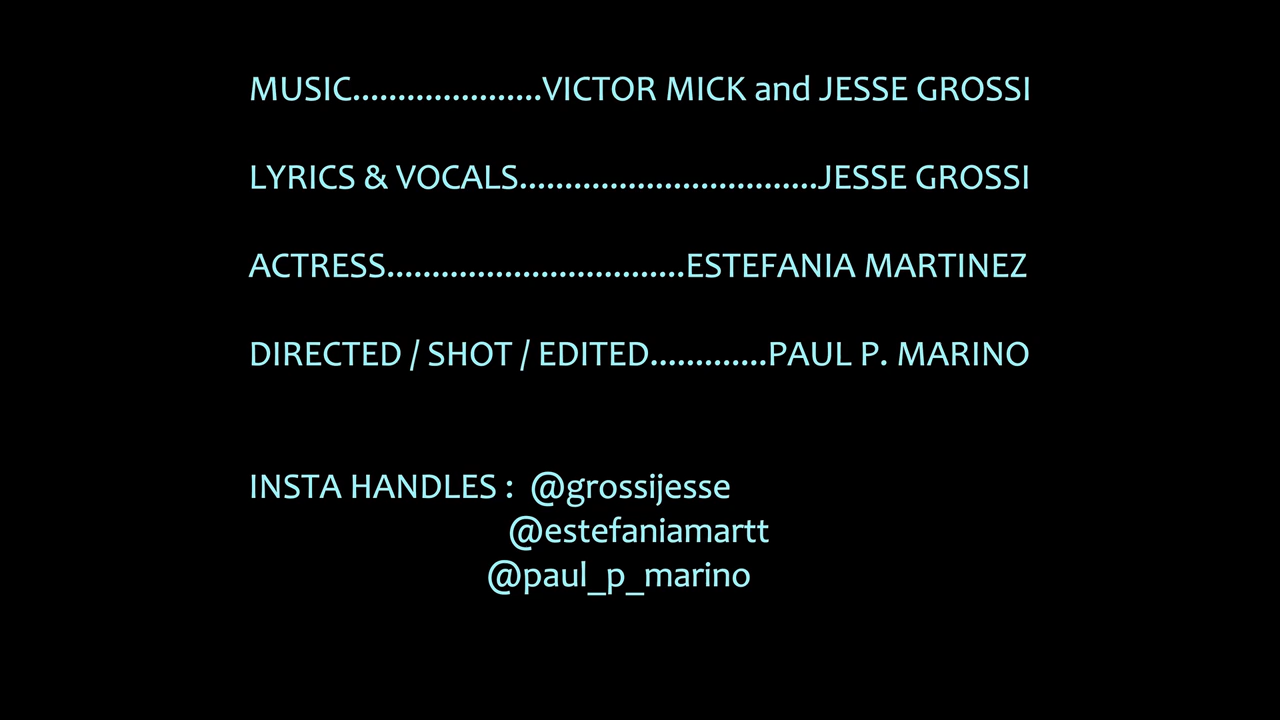 MUSIC.....................VICTOR MICK and JESSE GROSSI
LYRICS & VOCALS.................................JESSE GROSSI
ACTRESS.................................ESTEFANIA MARTINEZ
DIRECTED / SHOT / EDITED.............PAUL P. MARINO
INSTA HANDLES : @grossijesse
@estefaniamartt
@paul_p_marino